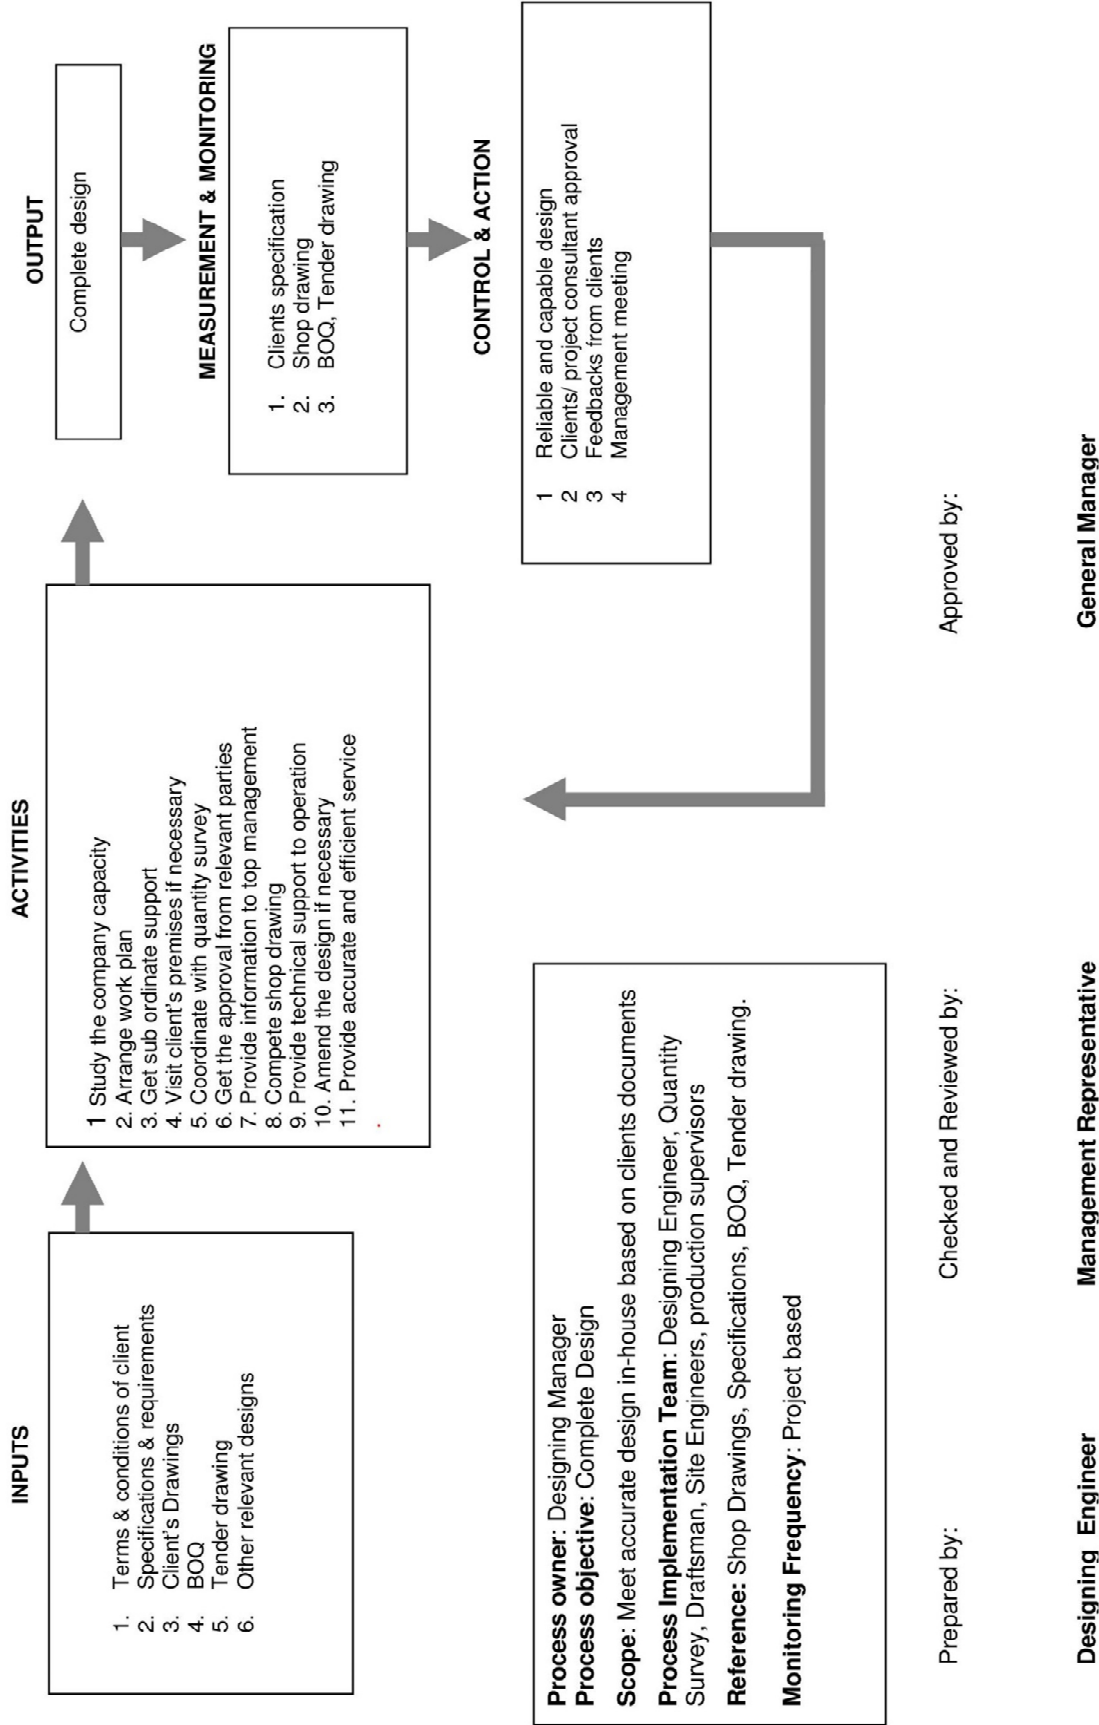 INPUTS
1. Terms & conditions of client
2. Specifications & requirements
3. Client's Drawings
4. BOQ
5. Tender drawing
6. Other relevant designs
ACTIVITIES
1 Study the company capacity
2. Arrange work plan
3. Get sub ordinate support
4. Visit client's premises if necessary
5. Coordinate with quantity survey
6. Get the approval from relevant parties
7. Provide information to top management
8. Compete shop drawing
9. Provide technical support to operation
10. Amend the design if necessary
11. Provide accurate and efficient service
.
OUTPUT
Complete design
MEASUREMENT & MONITORING
1. Clients specification
2. Shop drawing
3. BOQ, Tender drawing
CONTROL & ACTION
1 Reliable and capable design
2 Clients/ project consultant approval
3 Feedbacks from clients
4 Management meeting
Process owner: Designing Manager
Process objective: Complete Design
Scope: Meet accurate design in-house based on clients documents
Process Implementation Team: Designing Engineer, Quantity
Survey, Draftsman, Site Engineers, production supervisors
Reference: Shop Drawings, Specifications, BOQ, Tender drawing.
Monitoring Frequency: Project based
Prepared by:
Checked and Reviewed by:
Approved by:
Designing Engineer
Management Representative
General Manager